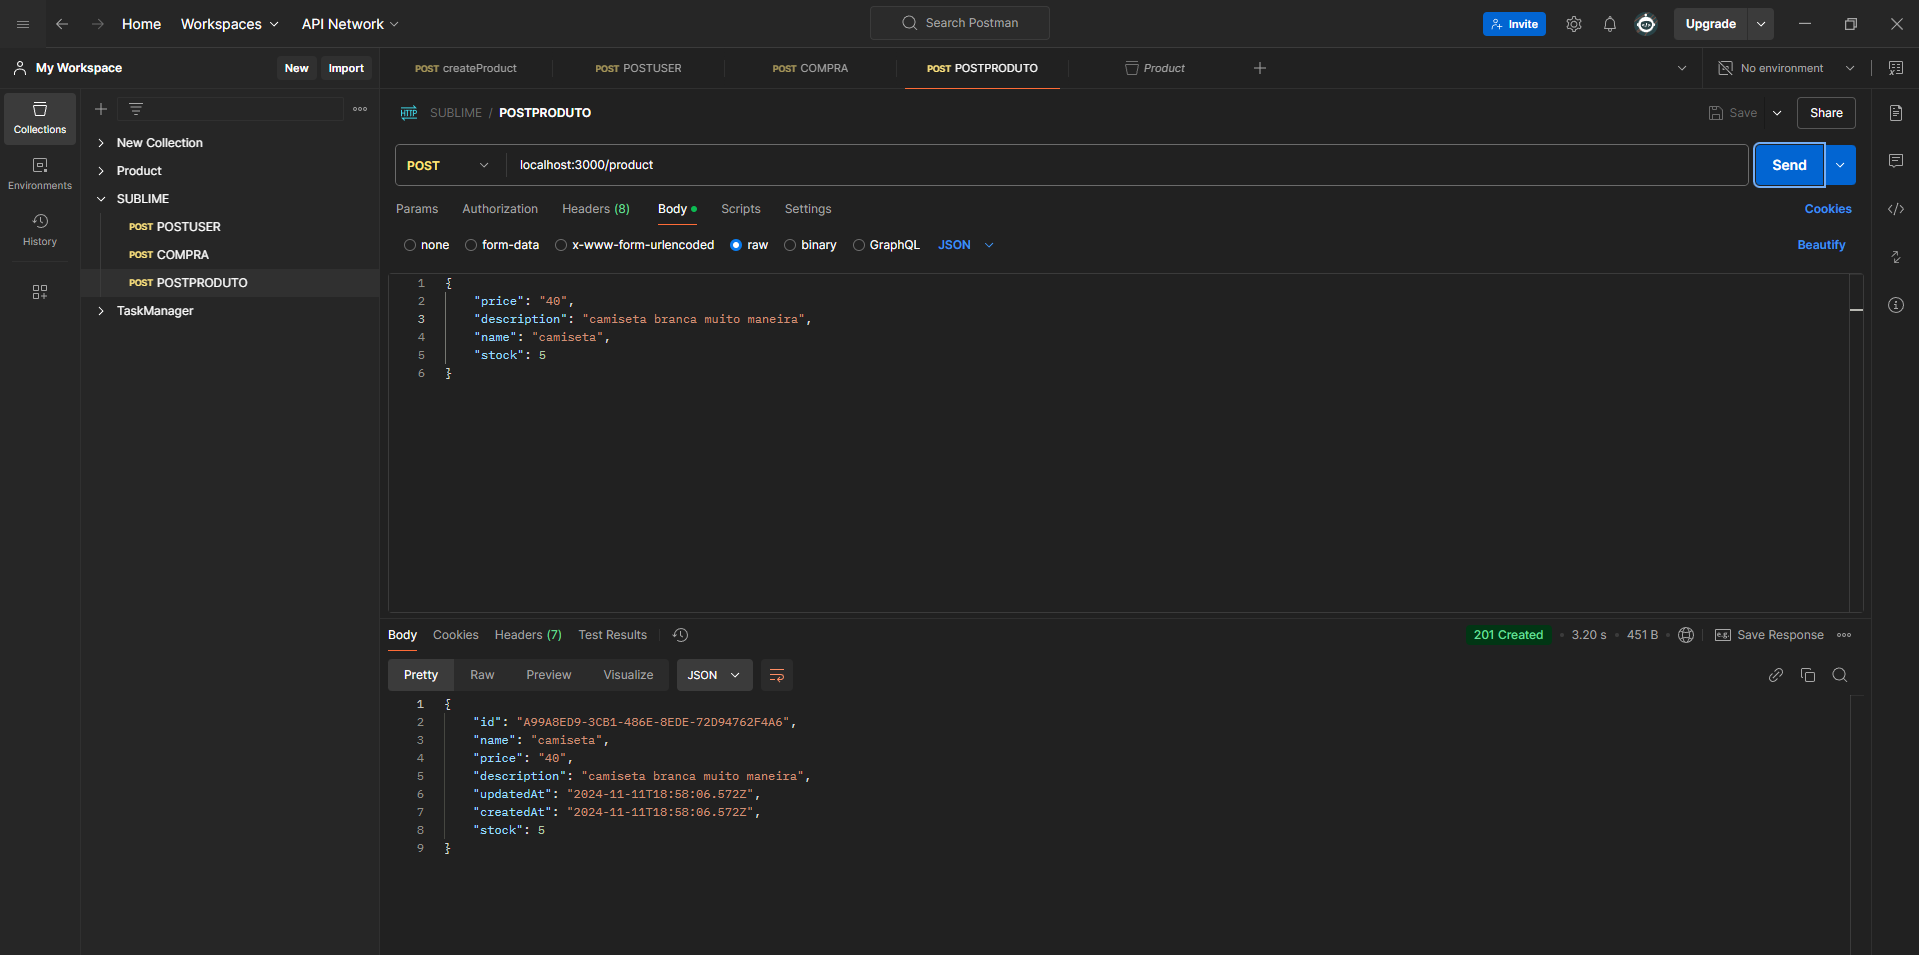 Home Workspaces API Network Search Postman Invite Upgrade
My Workspace New Import POST createProduct POST POSTUSER POST COMPRA POST POSTPRODUTO Product No environment
Collections
Environments
History
New Collection
Product
SUBLIME
POST POSTUSER
POST COMPRA
POST POSTPRODUTO
TaskManager
HTTP SUBLIME / POSTPRODUTO Save Share
POST localhost:3000/product Send
Params Authorization Headers (8) Body Scripts Settings Cookies
none form-data x-www-form-urlencoded raw binary GraphQL JSON Beautify
1 {
2 "price": "40",
3 "description": "camiseta branca muito maneira",
4 "name": "camiseta",
5 "stock": 5
6 }
Body Cookies Headers (7) Test Results 201 Created • 3.20 s • 451 B • e.g. Save Response
Pretty Raw Preview Visualize JSON
1 {
2 "id": "A99A8ED9-3CB1-486E-8EDE-72D94762F4A6",
3 "name": "camiseta",
4 "price": "40",
5 "description": "camiseta branca muito maneira",
6 "updatedAt": "2024-11-11T18:58:06.572Z",
7 "createdAt": "2024-11-11T18:58:06.572Z",
8 "stock": 5
9 }